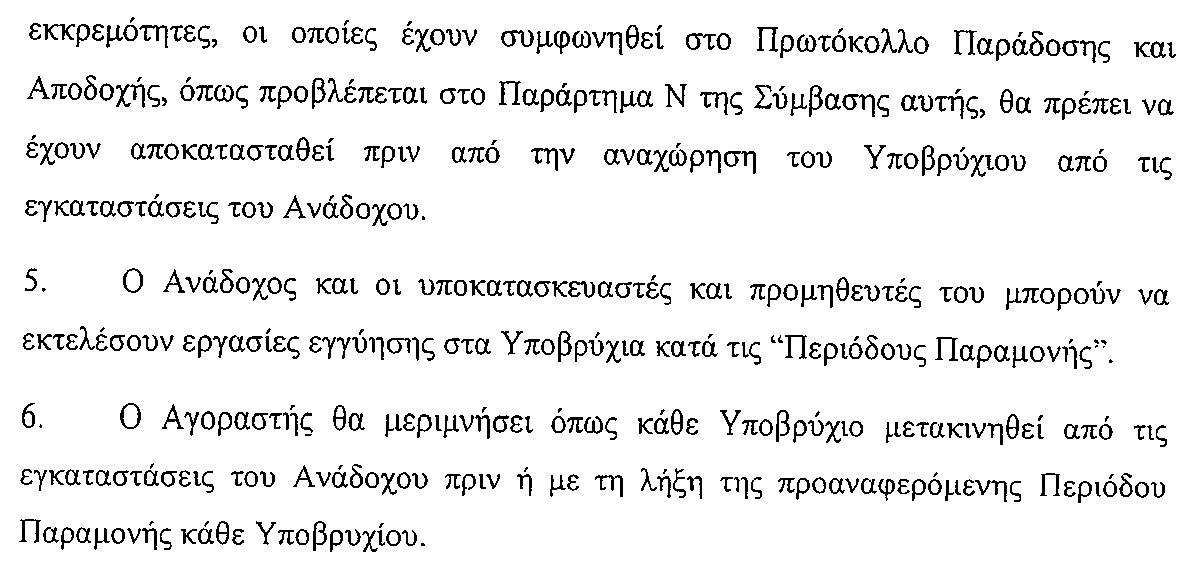 εκκρεμότητες, οι οποίες έχουν συμφωνηθεί στο Πρωτόκολλο Παράδοσης και
Αποδοχής, όπως προβλέπεται στο Παράρτημα Ν της Σύμβασης αυτής, θα πρέπει να
έχουν αποκατασταθεί πριν από την αναχώρηση του Υποβρύχιου από τις
εγκαταστάσεις του Ανάδοχου.
5. Ο Ανάδοχος και οι υποκατασκευαστές και προμηθευτές του μπορούν να
εκτελέσουν εργασίες εγγύησης στα Υποβρύχια κατά τις “Περιόδους Παραμονής”.
6. Ο Αγοραστής θα μεριμνήσει όπως κάθε Υποβρύχιο μετακινηθεί από τις
εγκαταστάσεις του Ανάδοχου πριν ή με τη λήξη της προαναφερόμενης Περιόδου
Παραμονής κάθε Υποβρυχίου.